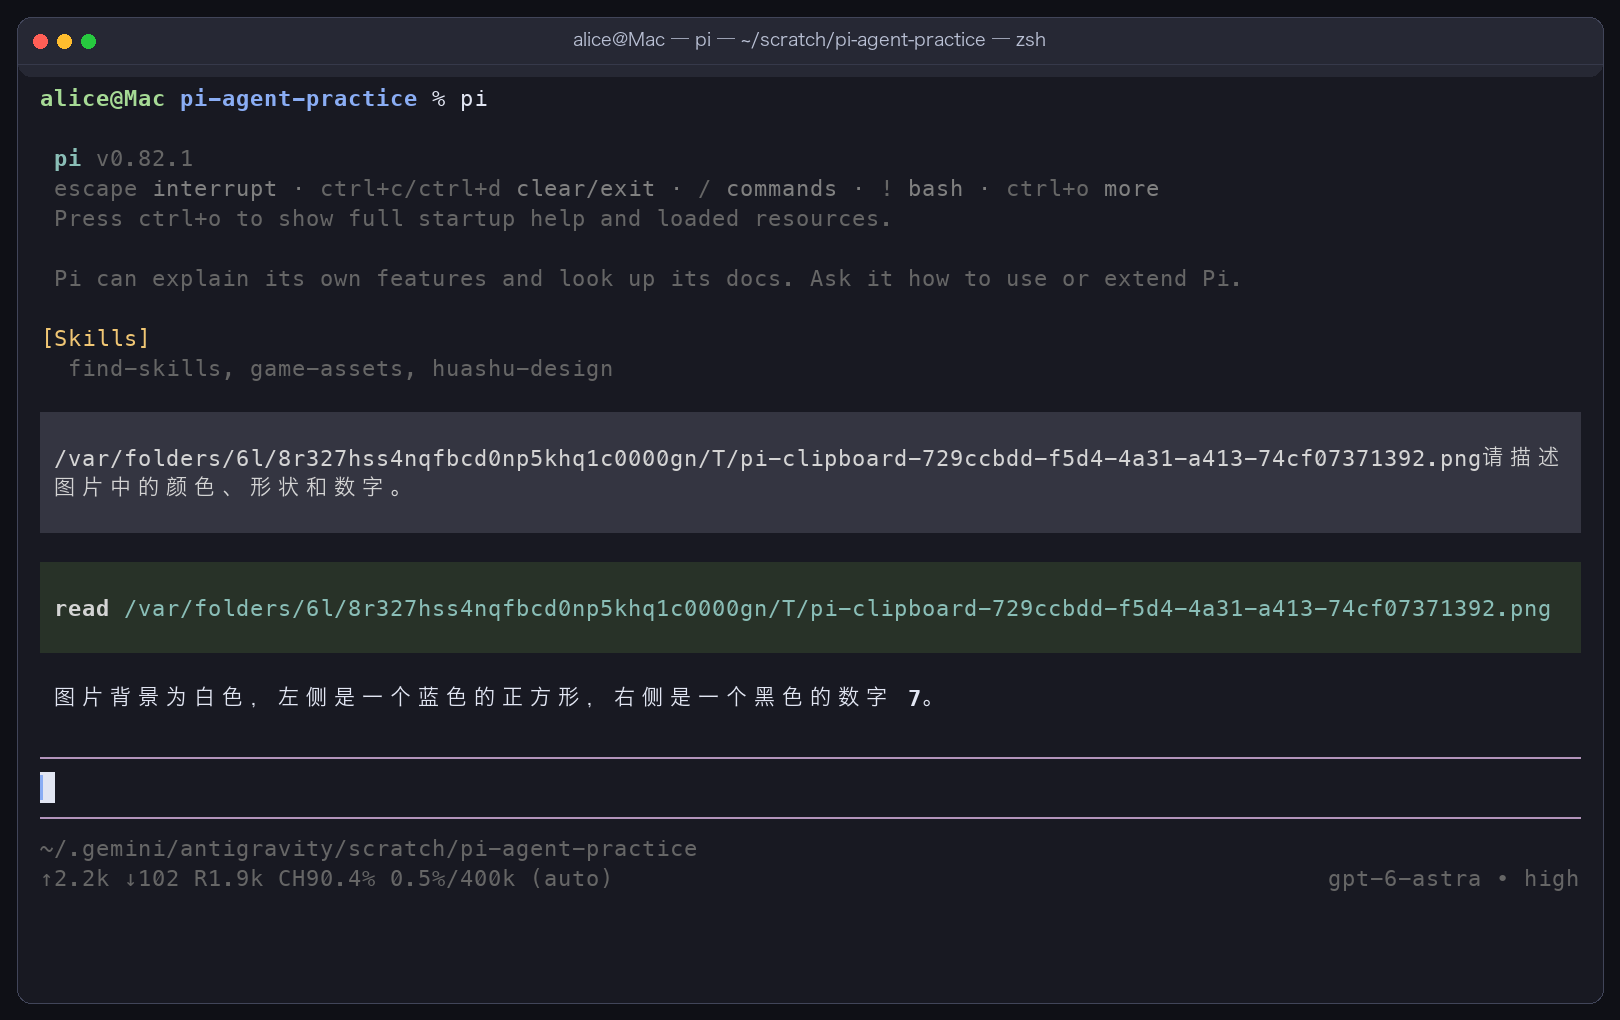 alice@Mac — pi — ~/scratch/pi-agent-practice — zsh
alice@Mac pi-agent-practice % pi
pi v0.82.1
escape interrupt · ctrl+c/ctrl+d clear/exit · / commands · ! bash · ctrl+o more
Press ctrl+o to show full startup help and loaded resources.
Pi can explain its own features and look up its docs. Ask it how to use or extend Pi.
[Skills]
find-skills, game-assets, huashu-design
/var/folders/6l/8r327hss4nqfbcd0np5khq1c0000gn/T/pi-clipboard-729ccbdd-f5d4-4a31-a413-74cf07371392.png请描述
图片中的颜色、形状和数字。
read /var/folders/6l/8r327hss4nqfbcd0np5khq1c0000gn/T/pi-clipboard-729ccbdd-f5d4-4a31-a413-74cf07371392.png
图片背景为白色，左侧是一个蓝色的正方形，右侧是一个黑色的数字 7。
~/.gemini/antigravity/scratch/pi-agent-practice
↑2.2k ↓102 R1.9k CH90.4% 0.5%/400k (auto)
gpt-6-astra • high